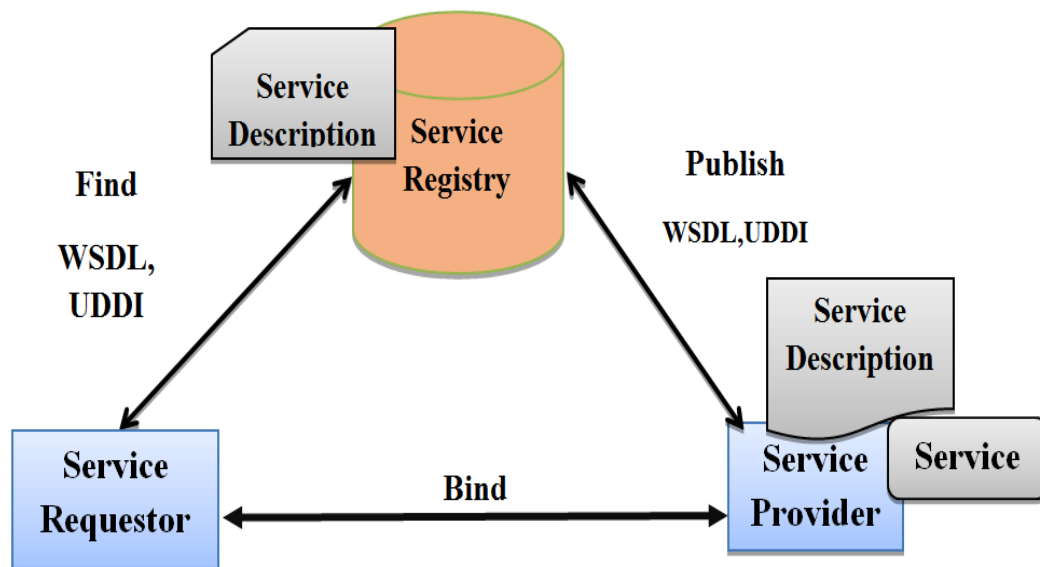 Service
Description
Service
Registry
Find
WSDL,
UDDI
Publish
WSDL,UDDI
Service
Description
Service
Requestor
Bind
Service
Provider
Service